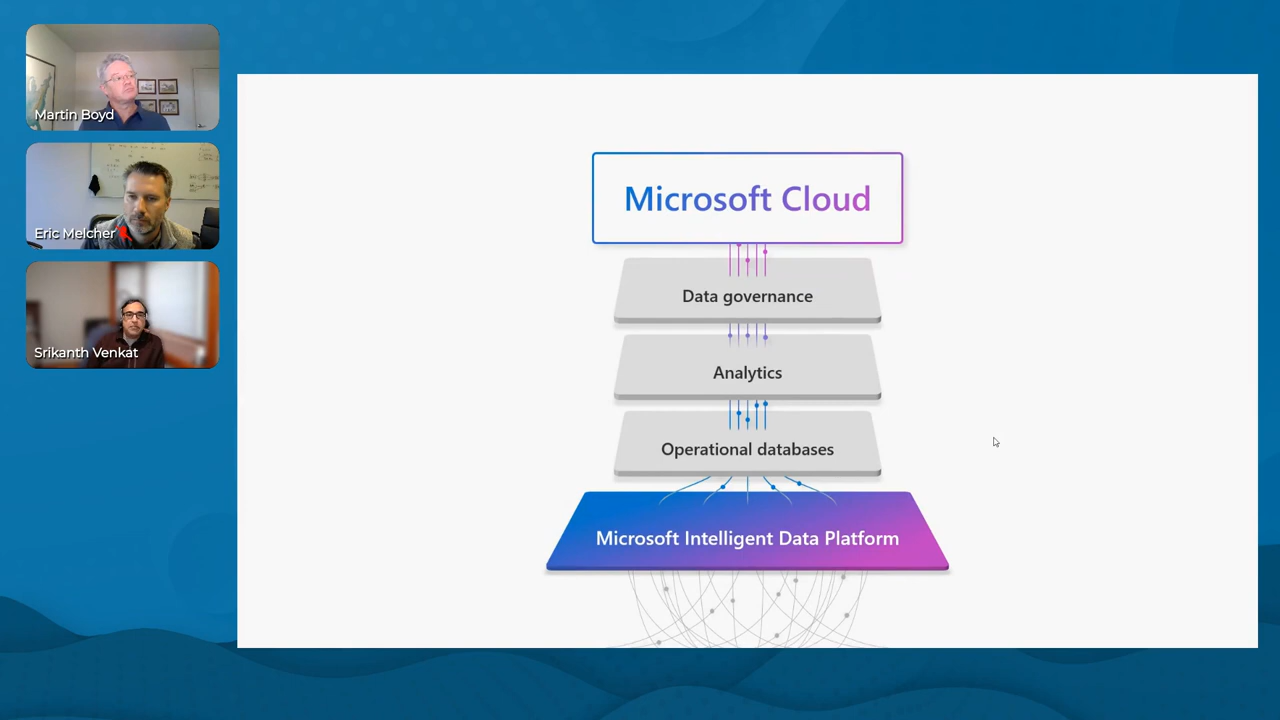 Martin Boyd
Eric Melcher
Srikanth Venkat
Microsoft Cloud
Data governance
Analytics
Operational databases
Microsoft Intelligent Data Platform